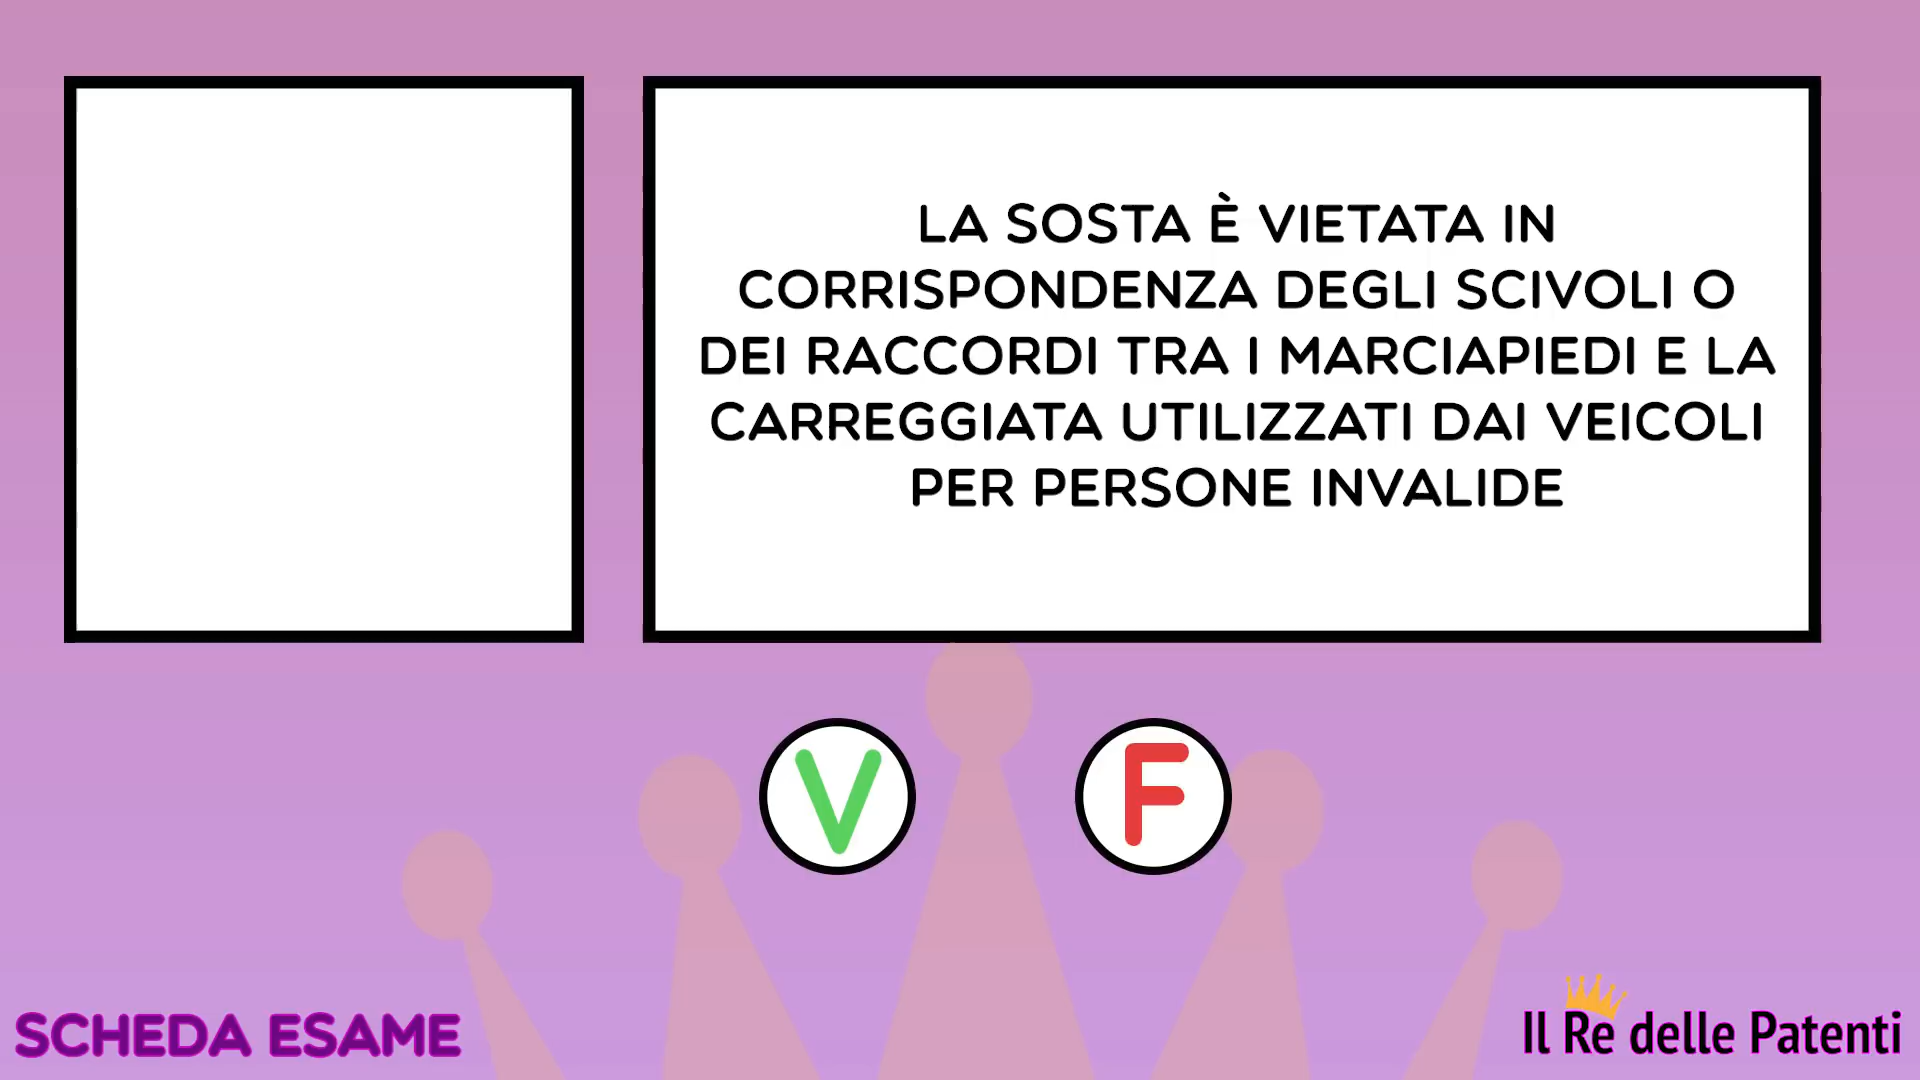 LA SOSTA È VIETATA IN
CORRISPONDENZA DEGLI SCIVOLI O
DEI RACCORDI TRA I MARCIAPIEDI E LA
CARREGGIATA UTILIZZATI DAI VEICOLI
PER PERSONE INVALIDE
V F
SCHEDA ESAME
Il Re delle Patenti